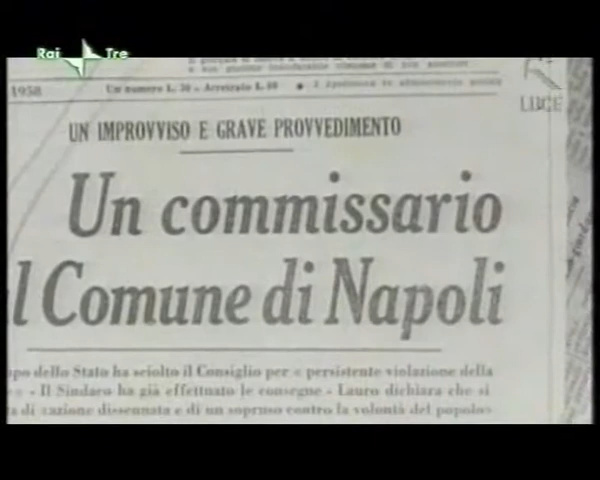 Rai Tre
LUCE
1958 Un numero L. 30 - Arretrato L. 60
UN IMPROVVISO E GRAVE PROVVEDIMENTO
Un commissario
l Comune di Napoli
po dello Stato ha sciolto il Consiglio per « persistente violazione della
» - Il Sindaco ha già effettuato le consegne - Lauro dichiara che si
a di «azione dissennata e di un sopruso contro la volontà del popolo»